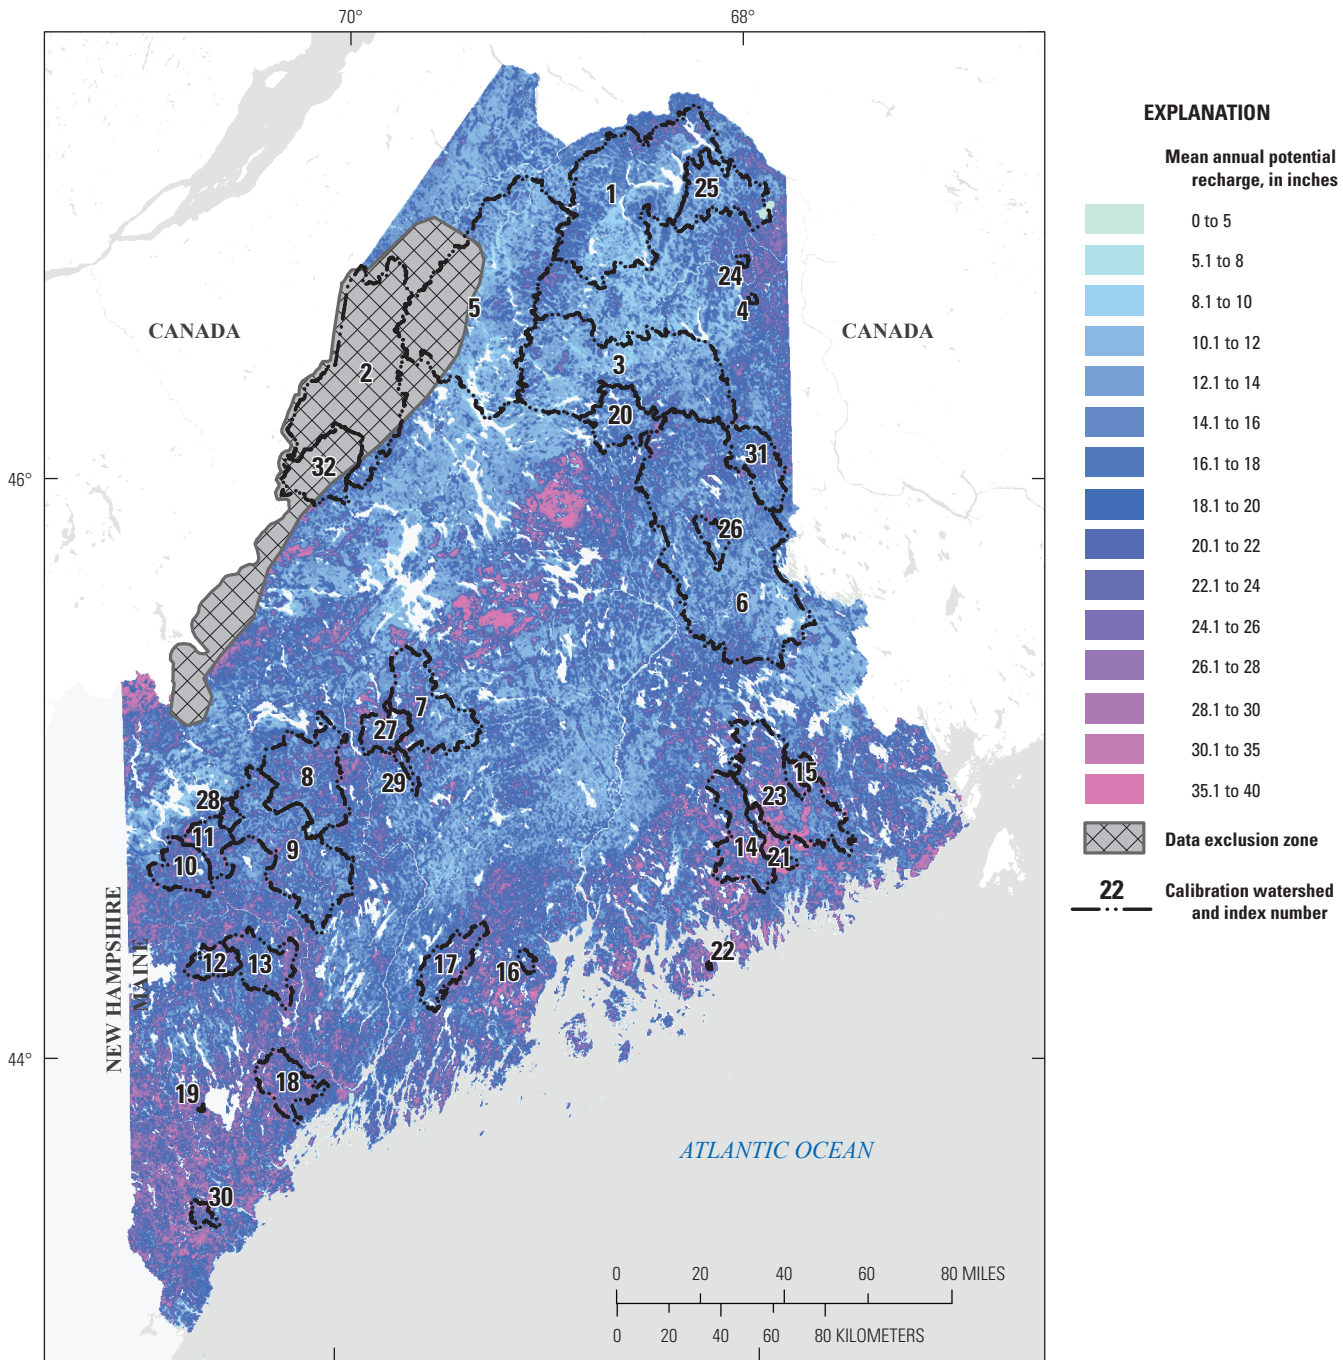 70°
68°
EXPLANATION
Mean annual potential
recharge, in inches
0 to 5
5.1 to 8
8.1 to 10
10.1 to 12
12.1 to 14
14.1 to 16
16.1 to 18
18.1 to 20
20.1 to 22
22.1 to 24
24.1 to 26
26.1 to 28
28.1 to 30
30.1 to 35
35.1 to 40
Data exclusion zone
22
Calibration watershed
and index number
1
25
24
4
5
CANADA
CANADA
3
2
20
31
32
46°
26
6
7
27
8
29
15
28
23
11
9
14
21
10
NEW HAMPSHIRE
MAINE
12
13
17
16
22
44°
18
19
ATLANTIC OCEAN
30
0 20 40 60 80 MILES
0 20 40 60 80 KILOMETERS